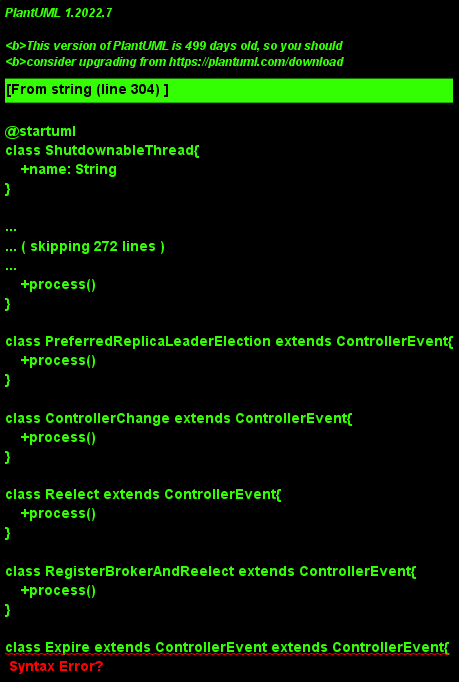 PlantUML 1.2022.7
<b>This version of PlantUML is 499 days old, so you should
<b>consider upgrading from https://plantuml.com/download
[From string (line 304) ]
@startuml
class ShutdownableThread{
+name: String
}
...
... ( skipping 272 lines )
...
+process()
}
class PreferredReplicaLeaderElection extends ControllerEvent{
+process()
}
class ControllerChange extends ControllerEvent{
+process()
}
class Reelect extends ControllerEvent{
+process()
}
class RegisterBrokerAndReelect extends ControllerEvent{
+process()
}
class Expire extends ControllerEvent extends ControllerEvent{
Syntax Error?